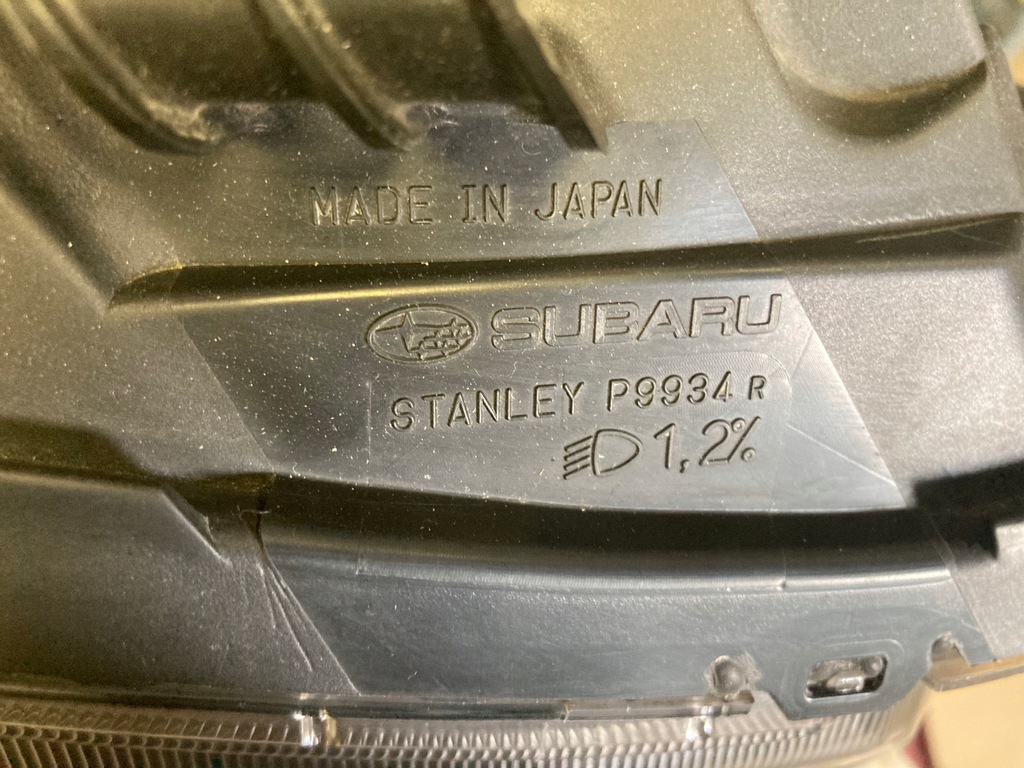 MADE IN JAPAN
SUBARU
STANLEY P9934 R
1,2%